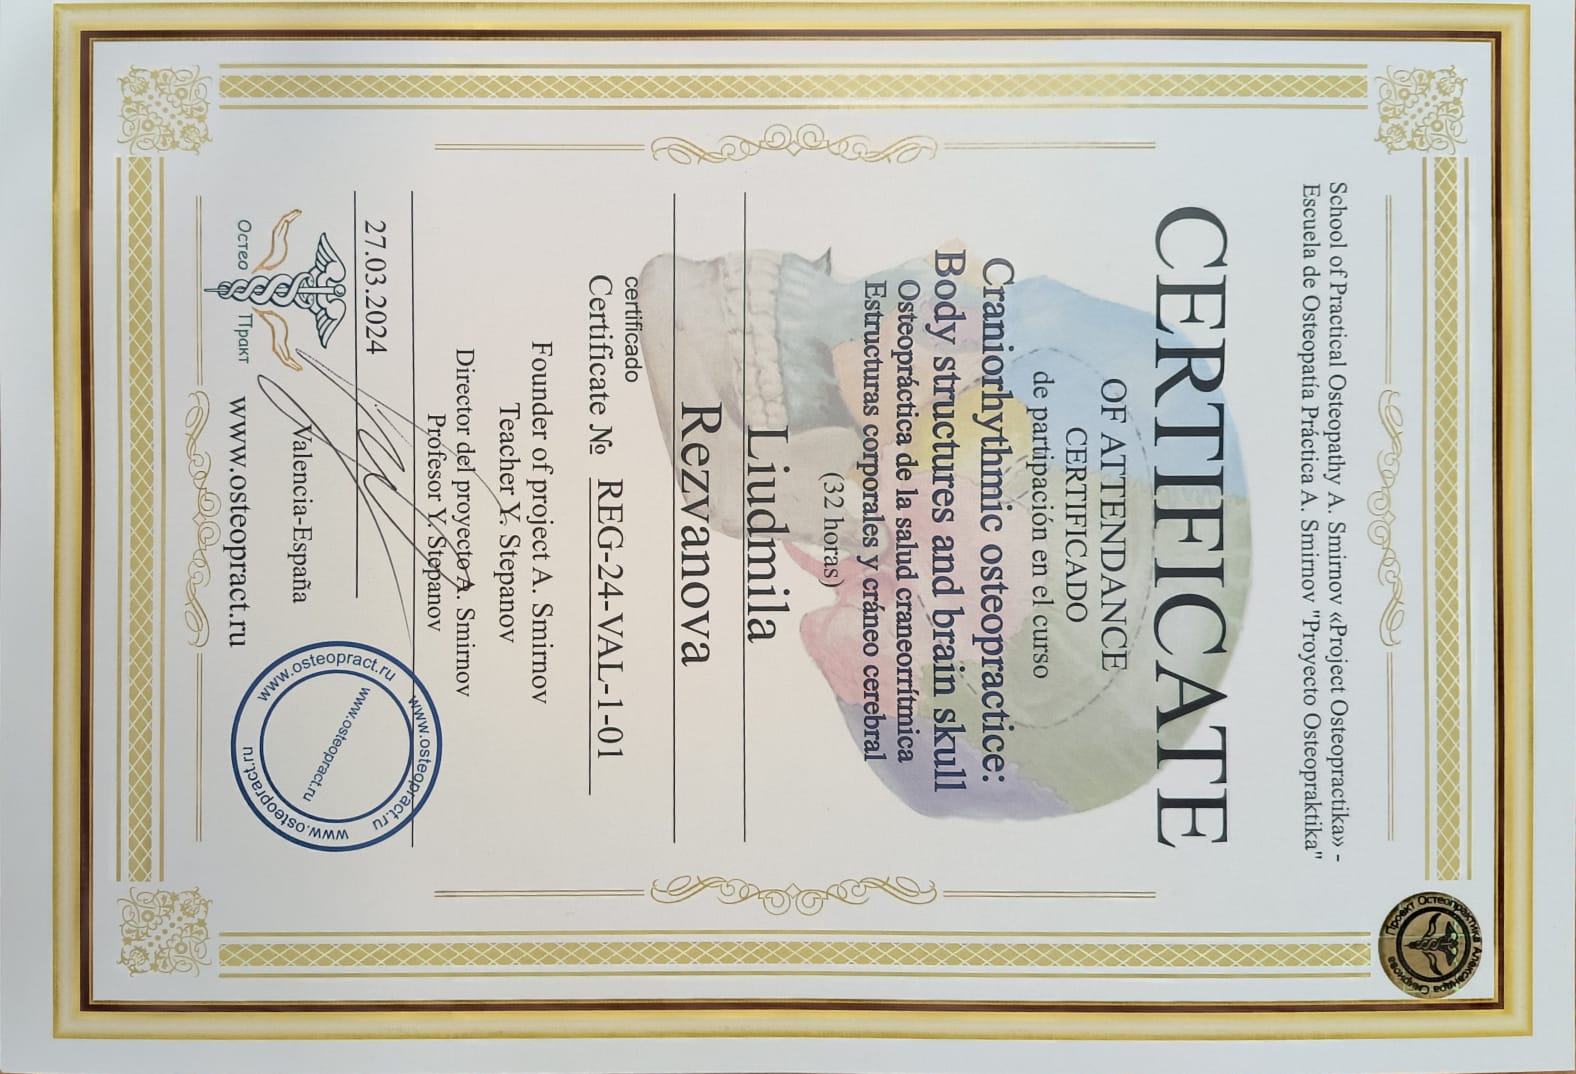 Проект Остеопрактика Александра Смирнова
School of Practical Osteopathy A. Smirnov «Project Osteopractika» -
Escuela de Osteopatía Práctica A. Smirnov "Proyecto Osteopraktika"
CERTIFICATE
OF ATTENDANCE
CERTIFICADO
de partipación en el curso
Craniorhythmic osteopractice:
Body structures and brain skull
Osteopráctica de la salud craneorrítmica
Estructuras corporales y cráneo cerebral
(32 horas)
Liudmila
Rezvanova
certificado
Certificate № REG-24-VAL-1-01
Founder of project A. Smirnov
Teacher Y. Stepanov
Director del proyecto A. Smirnov
Profesor Y. Stepanov
27.03.2024
Valencia-España
Остео Практ
www.osteopract.ru
www.osteopract.ru www.osteopract.ru www.osteopract.ru
www.osteopract.ru